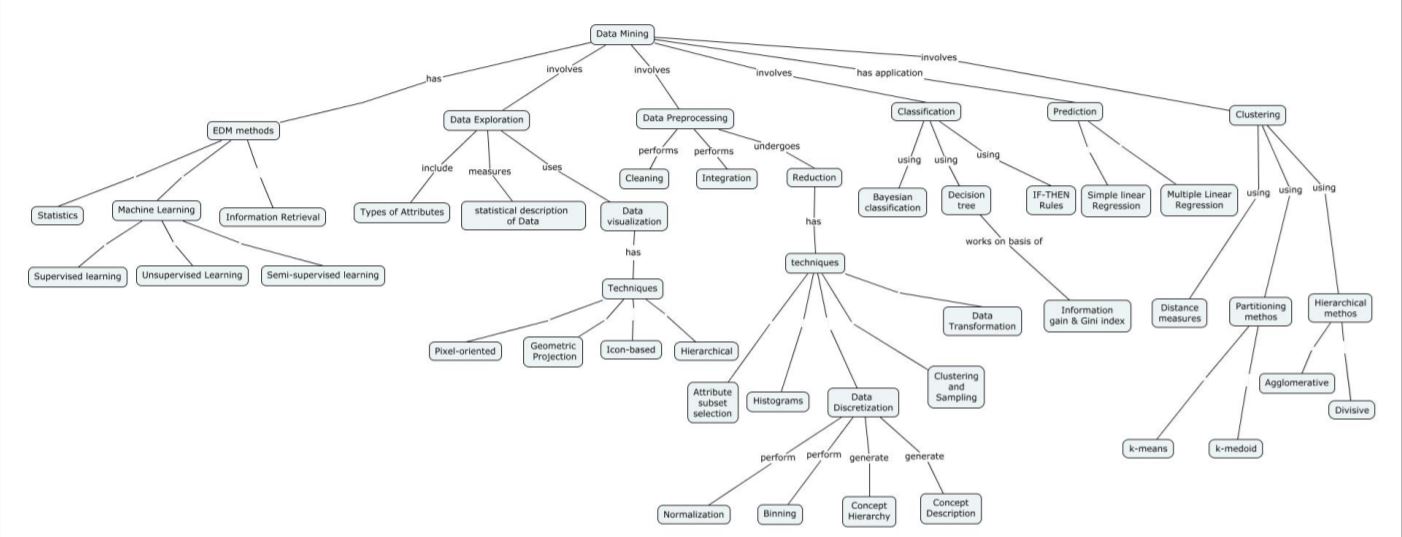 Data Mining
involves
has
involves
involves
involves
has application
EDM methods
Data Exploration
Data Preprocessing
Classification
Prediction
Clustering
include
measures
uses
performs
performs
undergoes
using
using
using
using
using
using
Statistics
Machine Learning
Information Retrieval
Types of Attributes
statistical description
of Data
Data
visualization
Cleaning
Integration
Reduction
Bayesian
classification
Decision
tree
IF-THEN
Rules
Simple linear
Regression
Multiple Linear
Regression
has
has
works on basis of
Supervised learning
Unsupervised Learning
Semi-supervised learning
Techniques
techniques
Data
Transformation
Information
gain & Gini index
Distance
measures
Partitioning
methos
Hierarchical
methos
Pixel-oriented
Geometric
Projection
Icon-based
Hierarchical
Attribute
subset
selection
Histograms
Data
Discretization
Clustering
and
Sampling
Agglomerative
Divisive
k-means
k-medoid
perform
perform
generate
generate
Normalization
Binning
Concept
Hierarchy
Concept
Description